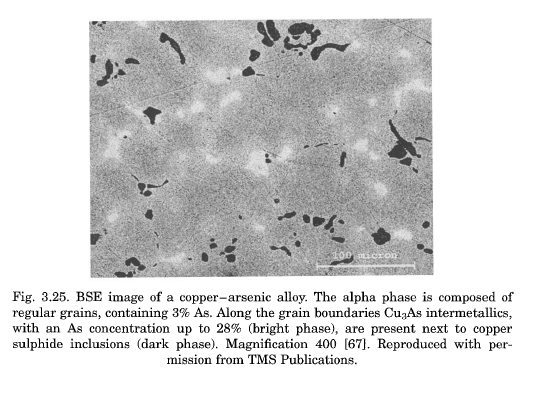 100 micron
Fig. 3.25. BSE image of a copper–arsenic alloy. The alpha phase is composed of
regular grains, containing 3% As. Along the grain boundaries Cu₃As intermetallics,
with an As concentration up to 28% (bright phase), are present next to copper
sulphide inclusions (dark phase). Magnification 400 [67]. Reproduced with per-
mission from TMS Publications.